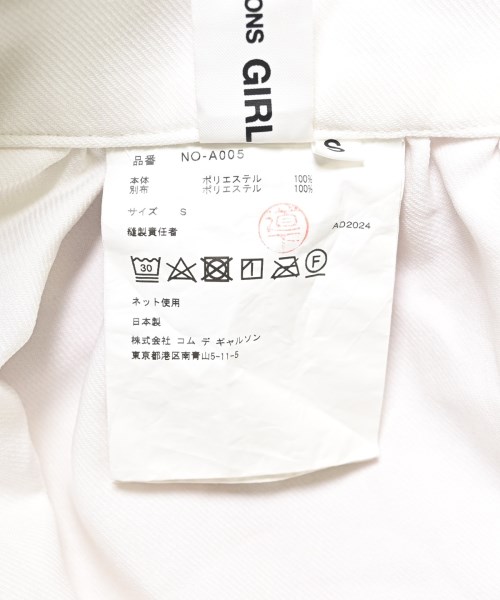 ONS GIRL
S
品番 NO-A005
本体 ポリエステル 100%
別布 ポリエステル 100%
サイズ S
縫製責任者
AD2024
30
F
ネット使用
日本製
株式会社 コム デ ギャルソン
東京都港区南青山5-11-5